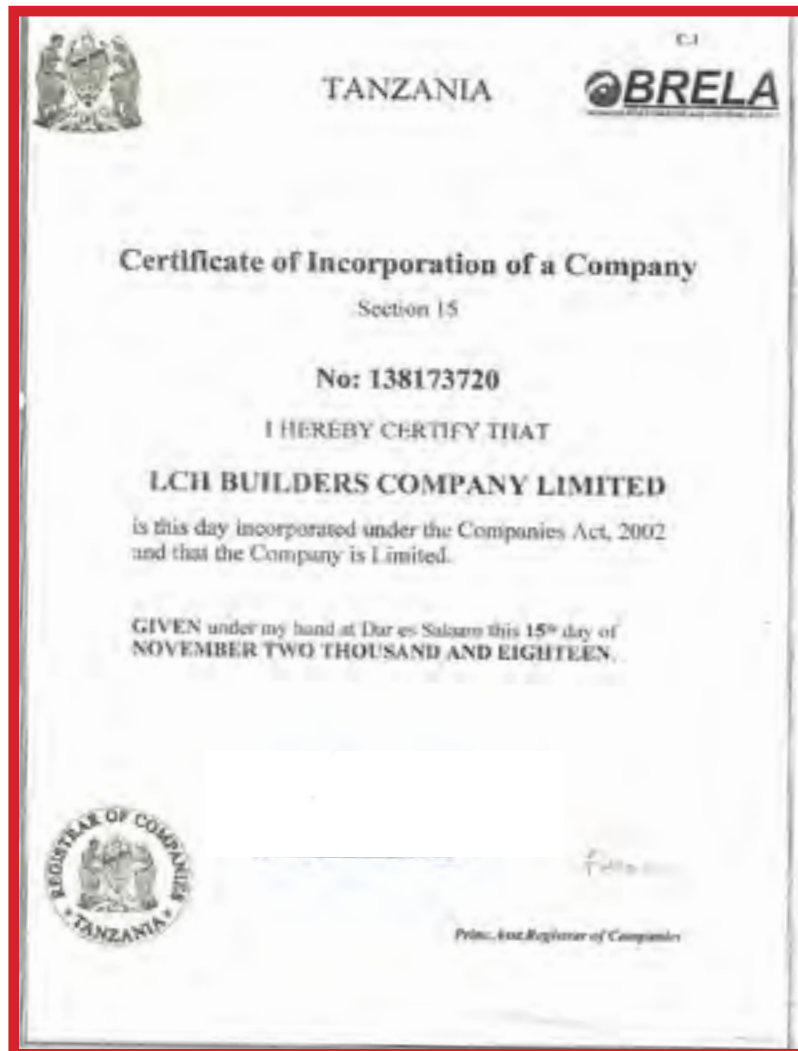 C.1
TANZANIA
BRELA
Certificate of Incorporation of a Company
Section 15
No: 138173720
I HEREBY CERTIFY THAT
LCH BUILDERS COMPANY LIMITED
is this day incorporated under the Companies Act, 2002
and that the Company is Limited.
GIVEN under my hand at Dar es Salaam this 15th day of
NOVEMBER TWO THOUSAND AND EIGHTEEN.
REGISTRAR OF COMPANIES
TANZANIA
Princ. Asst. Registrar of Companies